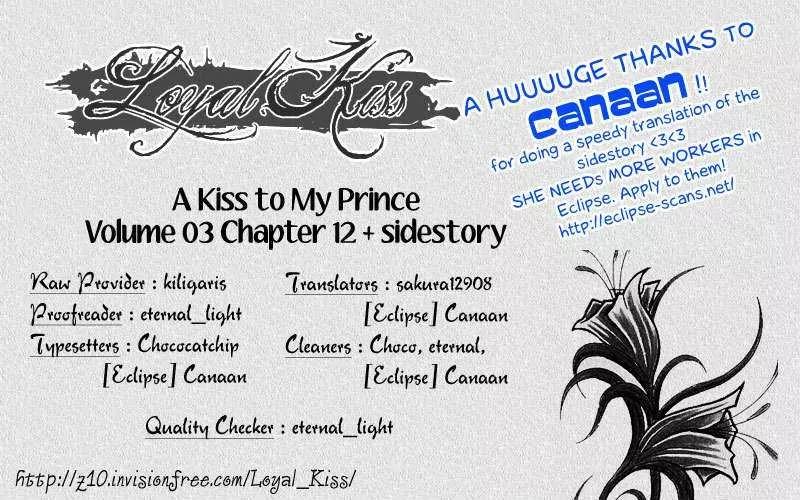 Loyal Kiss
A HUUUUGE THANKS TO
CANAAN !!
for doing a speedy translation of the
sidestory <3<3
SHE NEEDs MORE WORKERS in
Eclipse. Apply to them!
http://eclipse-scans.net/
A Kiss to My Prince
Volume 03 Chapter 12 + sidestory
Raw Provider : kiligaris
Proofreader : eternal_light
Typesetters : Chococatchip
[Eclipse] Canaan
Translators : sakura12908
[Eclipse] Canaan
Cleaners : Choco, eternal,
[Eclipse] Canaan
Quality Checker : eternal_light
http://z10.invisionfree.com/Loyal_Kiss/